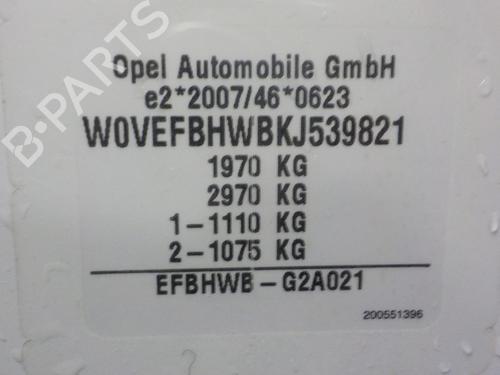 B-PARTS
Opel Automobile GmbH
e2*2007/46*0623
W0VEFBHWBKJ539821
1970 KG
2970 KG
1-1110 KG
2-1075 KG
EFBHWB-G2A021
200551396